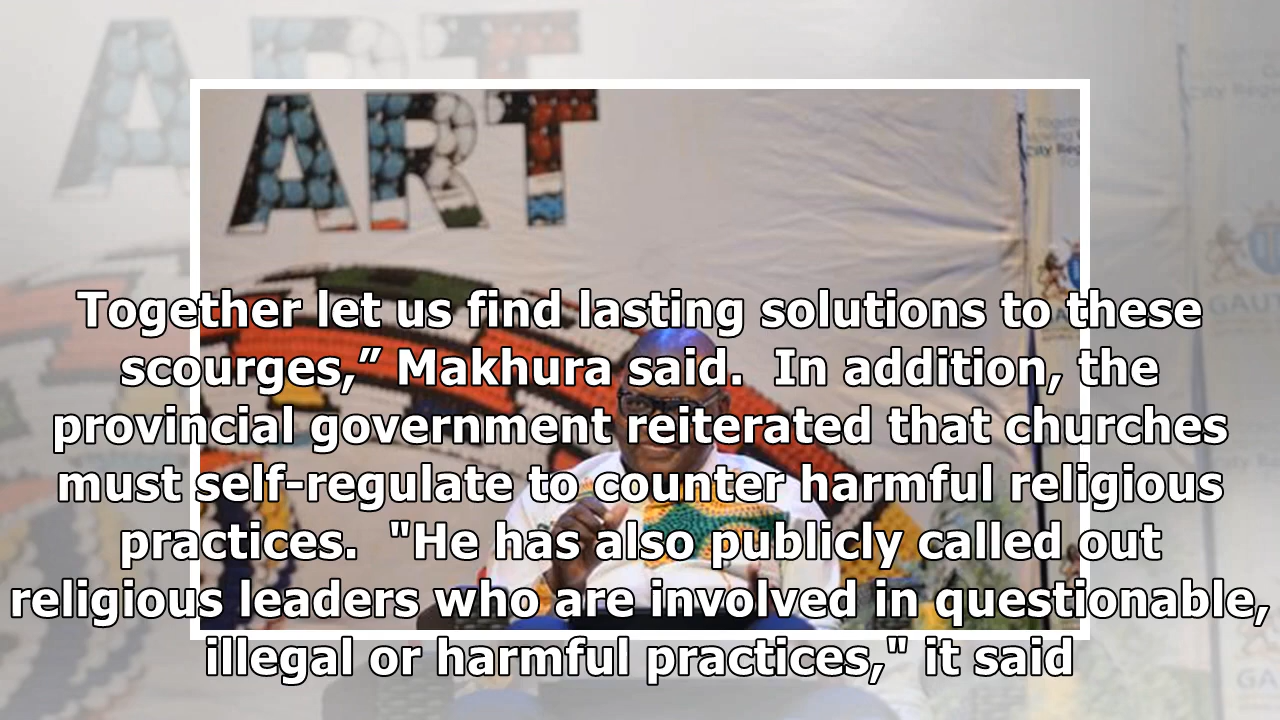 ART
Together let us find lasting solutions to these
scourges,” Makhura said.  In addition, the
provincial government reiterated that churches
must self-regulate to counter harmful religious
practices.  "He has also publicly called out
religious leaders who are involved in questionable,
illegal or harmful practices," it said